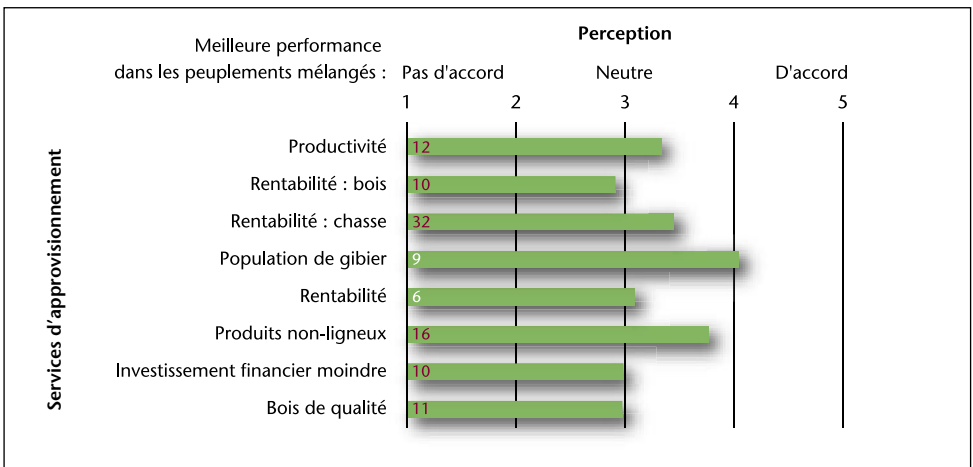 Perception
Meilleure performance
dans les peuplements mélangés : Pas d'accord Neutre D'accord
1 2 3 4 5
Services d'approvisionnement
Productivité 12
Rentabilité : bois 10
Rentabilité : chasse 32
Population de gibier 9
Rentabilité 6
Produits non-ligneux 16
Investissement financier moindre 10
Bois de qualité 11